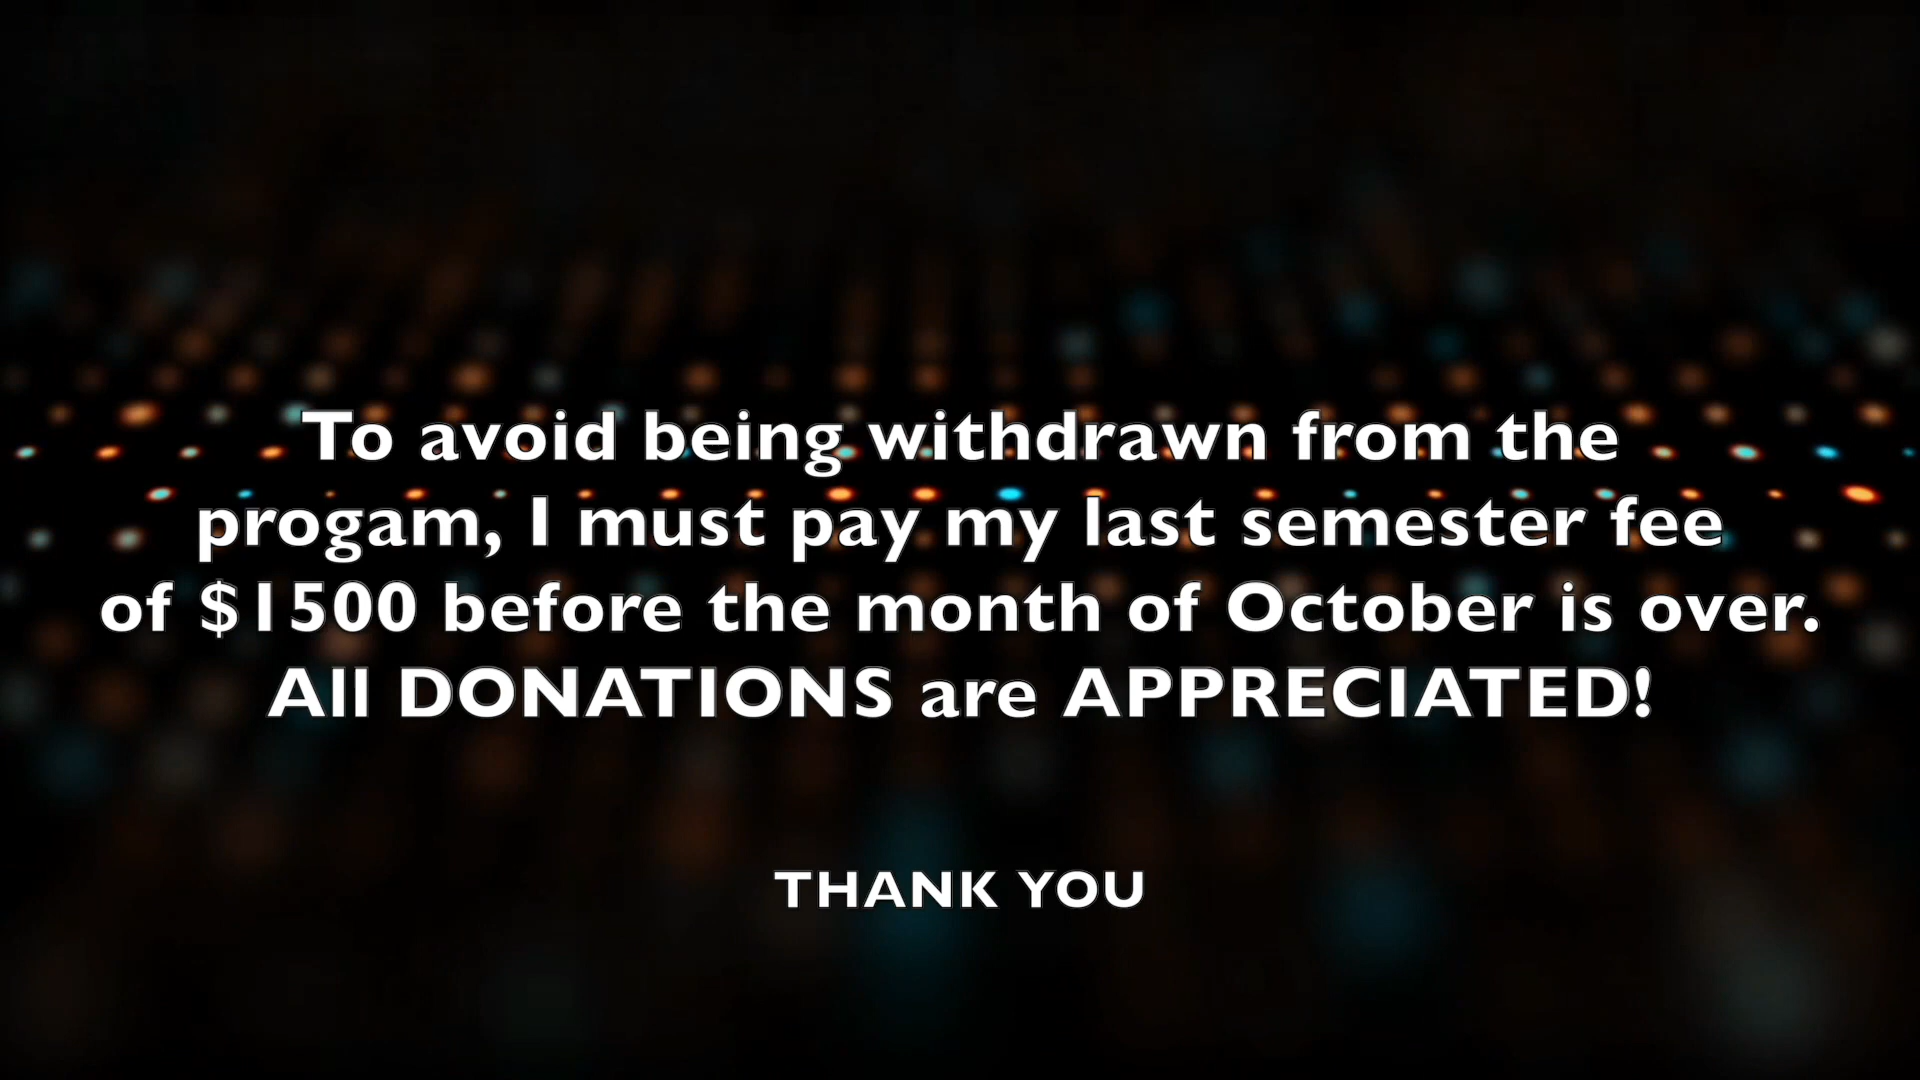 To avoid being withdrawn from the
progam, I must pay my last semester fee
of $1500 before the month of October is over.
All DONATIONS are APPRECIATED!
THANK YOU